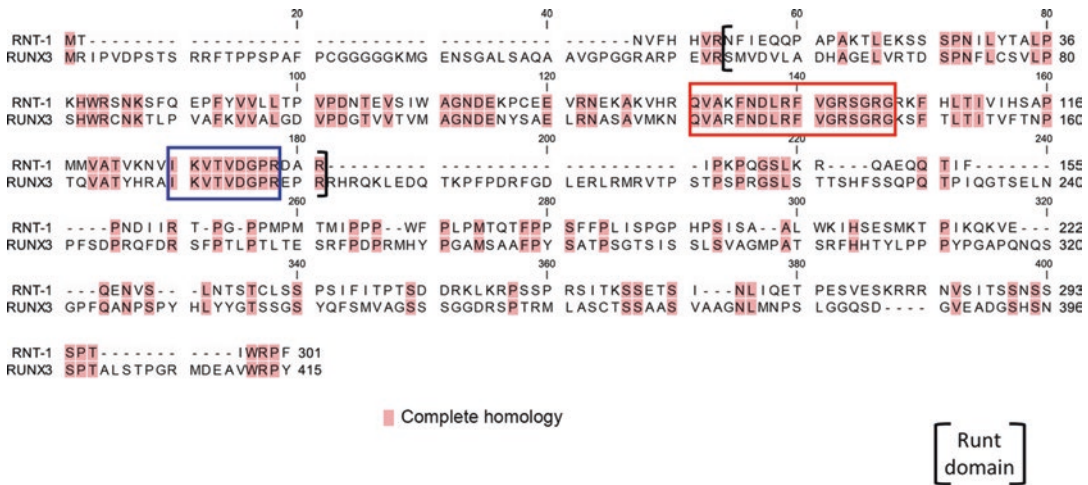 20 40 60 80
RNT-1 MT-------- ---------- ---------- ---------- ------NVFH HVRNFIEQQP APAKTLEKSS SPNILYTALP 36
RUNX3 MRIPVDPSTS RRFTPPSPAF PCGGGGGKMG ENSGALSAQA AVGPGGRARP EVRSMVDVLA DHAGELVRTD SPNFLCSVLP 80
100 120 140 160
RNT-1 KHWRSNKSFQ EPFYVVLLTP VPDNTEVSIW AGNDEKPCEE VRNEKAKVHR QVAKFNDLRF VGRSGRGRKF HLTIVIHSAP 116
RUNX3 SHWRCNKTLP VAFKVVALGD VPDGTVVTVM AGNDENYSAE LRNASAVMKN QVARFNDLRF VGRSGRGKSF TLTITVFTNP 160
180 200 220 240
RNT-1 MMVATVKNVI KVTVDGPRDA R--------- ---------- ---------- -IPKPQGSLK R----QAEQQ TIF------- 155
RUNX3 TQVATYHRAI KVTVDGPREP RRHRQKLEDQ TKPFPDRFGD LERLRMRVTP STPSPRGSLS TTSHFSSQPQ TPIQGTSELN 240
260 280 300 320
RNT-1 ----PNDIIR T-PG-PPMPM TMIPPP--WF PLPMTQTFPP SFFPLISPGP HPSISA--AL WKIHSESMKT PIKQKVE--- 222
RUNX3 PFSDPRQFDR SFPTLPTLTE SRFPDPRMHY PGAMSAAFPY SATPSGTSIS SLSVAGMPAT SRFHHTYLPP PYPGAPQNQS 320
340 360 380 400
RNT-1 ---QENVS-- -LNTSTCLSS PSIFITPTSD DRKLKRPSSP RSITKSSETS I---NLIQET PESVESKRRR NVSITSSNSS 293
RUNX3 GPFQANPSPY HLYYGTSSGS YQFSMVAGSS SGGDRSPTRM LASCTSSAAS VAAGNLMNPS LGGQSD---- GVEADGSHSN 396
RNT-1 SPT------- ----IWRPF 301
RUNX3 SPTALSTPGR MDEAVWRPY 415
Complete homology
Runt
domain